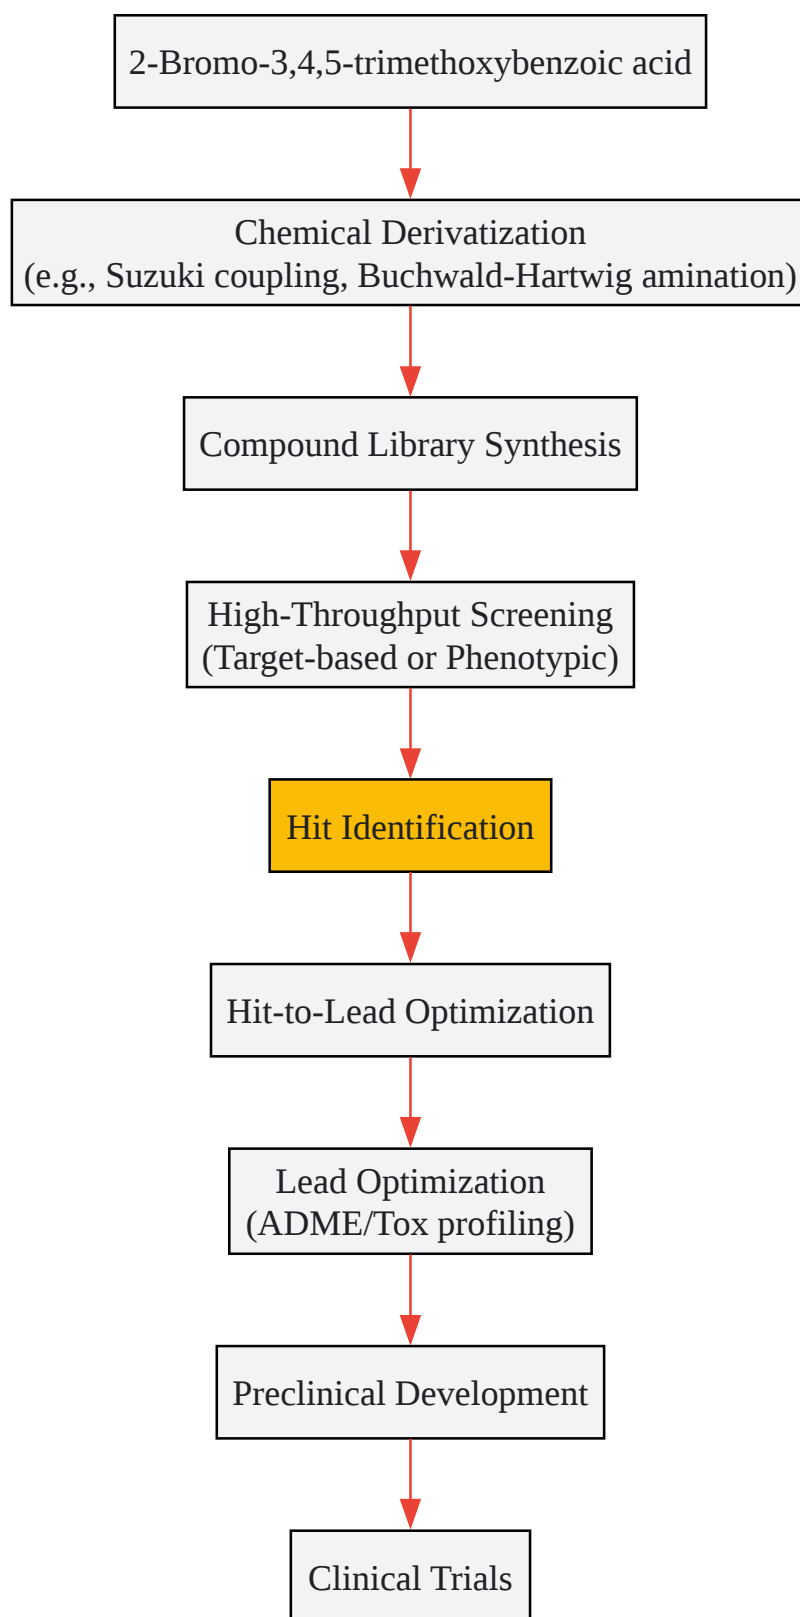 2-Bromo-3,4,5-trimethoxybenzoic acid
Chemical Derivatization
(e.g., Suzuki coupling, Buchwald-Hartwig amination)
Compound Library Synthesis
High-Throughput Screening
(Target-based or Phenotypic)
Hit Identification
Hit-to-Lead Optimization
Lead Optimization
(ADME/Tox profiling)
Preclinical Development
Clinical Trials